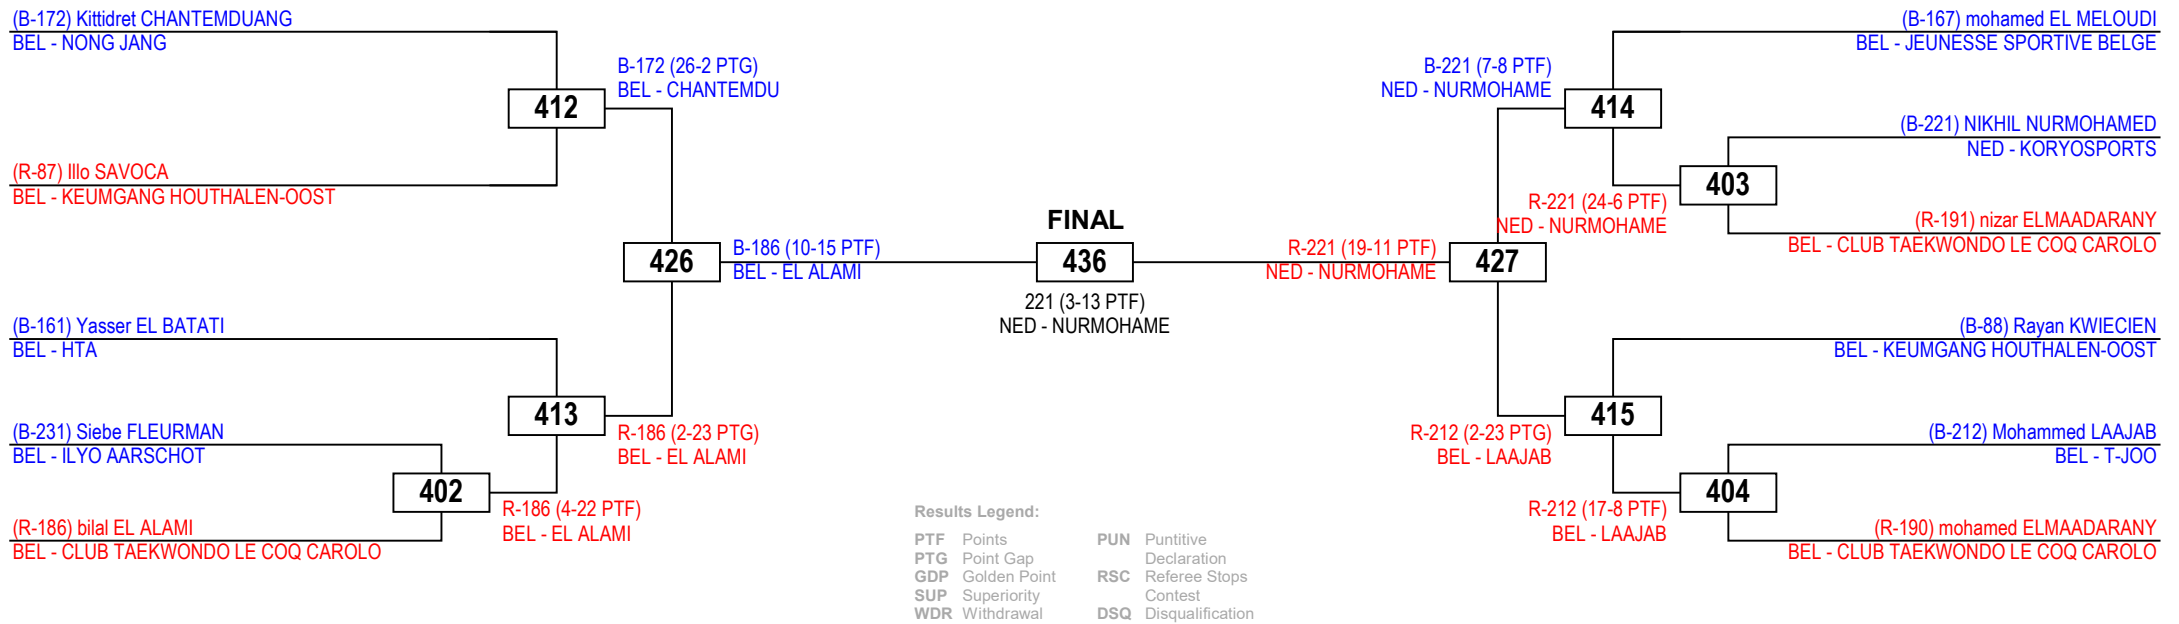 (B-172) Kittidret CHANTEMDUANG
BEL - NONG JANG
B-172 (26-2 PTG)
BEL - CHANTEMDU
412
(R-87) Illo SAVOCA
BEL - KEUMGANG HOUTHALEN-OOST
426
B-186 (10-15 PTF)
BEL - EL ALAMI
(B-161) Yasser EL BATATI
BEL - HTA
413
R-186 (2-23 PTG)
BEL - EL ALAMI
(B-231) Siebe FLEURMAN
BEL - ILYO AARSCHOT
402
R-186 (4-22 PTF)
BEL - EL ALAMI
(R-186) bilal EL ALAMI
BEL - CLUB TAEKWONDO LE COQ CAROLO
FINAL
436
221 (3-13 PTF)
NED - NURMOHAME
(B-167) mohamed EL MELOUDI
BEL - JEUNESSE SPORTIVE BELGE
B-221 (7-8 PTF)
NED - NURMOHAME
414
(B-221) NIKHIL NURMOHAMED
NED - KORYOSPORTS
403
R-221 (24-6 PTF)
NED - NURMOHAME
(R-191) nizar ELMAADARANY
BEL - CLUB TAEKWONDO LE COQ CAROLO
R-221 (19-11 PTF)
NED - NURMOHAME
427
(B-88) Rayan KWIECIEN
BEL - KEUMGANG HOUTHALEN-OOST
415
R-212 (2-23 PTG)
BEL - LAAJAB
(B-212) Mohammed LAAJAB
BEL - T-JOO
404
R-212 (17-8 PTF)
BEL - LAAJAB
(R-190) mohamed ELMAADARANY
BEL - CLUB TAEKWONDO LE COQ CAROLO
Results Legend:
PTF Points
PTG Point Gap
GDP Golden Point
SUP Superiority
WDR Withdrawal
PUN Puntitive
Declaration
RSC Referee Stops
Contest
DSQ Disqualification